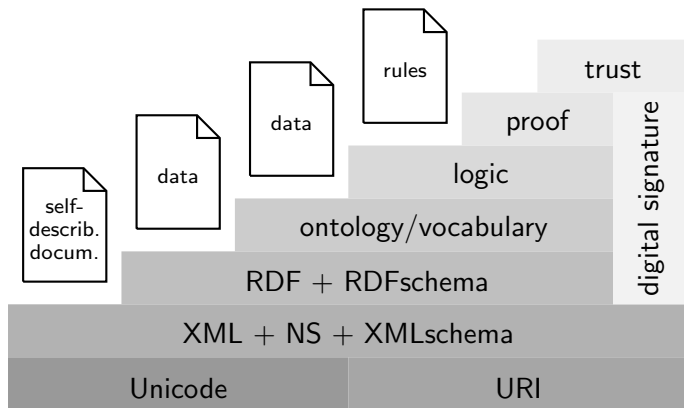 rules
trust
data
proof
data
logic
self-
describ.
docum.
ontology/vocabulary
digital signature
RDF + RDFschema
XML + NS + XMLschema
Unicode
URI